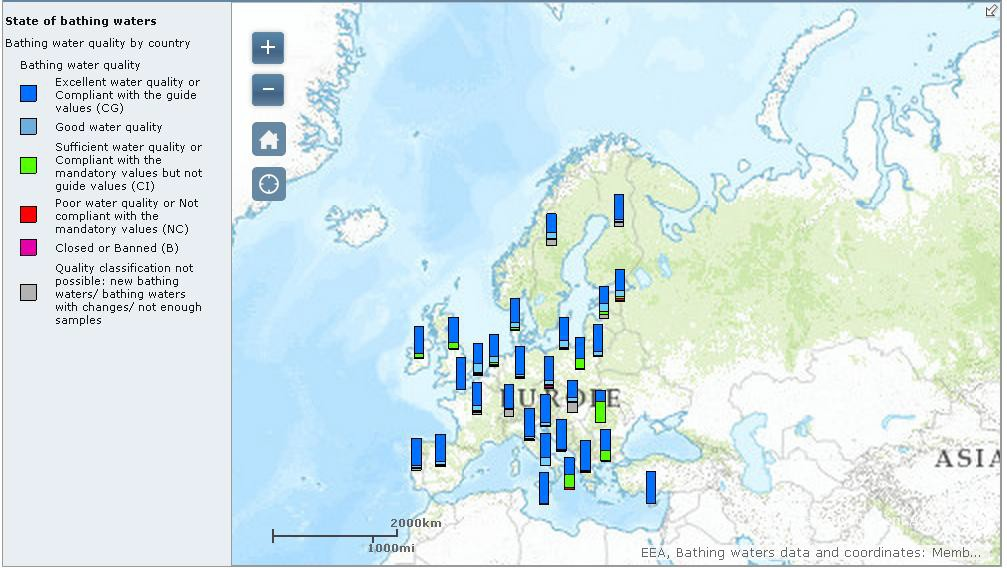 State of bathing waters
Bathing water quality by country
Bathing water quality
Excellent water quality or
Compliant with the guide
values (CG)
Good water quality
Sufficient water quality or
Compliant with the
mandatory values but not
guide values (CI)
Poor water quality or Not
compliant with the
mandatory values (NC)
Closed or Banned (B)
Quality classification not
possible: new bathing
waters/ bathing waters
with changes/ not enough
samples
+
−
EUROPE
ASIA
2000km
1000mi
EEA, Bathing waters data and coordinates: Memb...